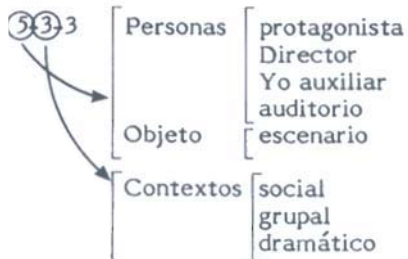 5-3-3 Personas protagonista
Director
Yo auxiliar
auditorio
Objeto escenario
Contextos social
grupal
dramático